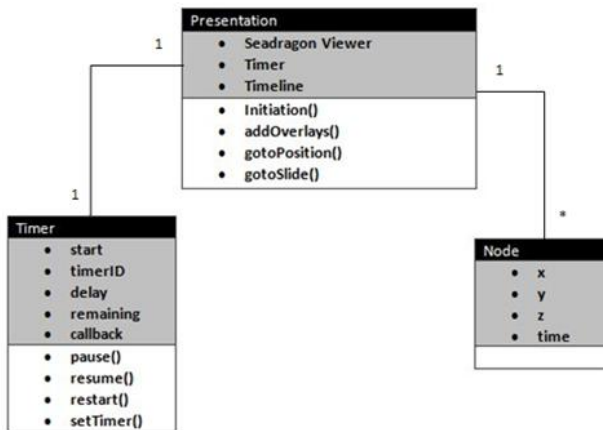 Presentation
• Seadragon Viewer
• Timer
• Timeline
• Initiation()
• addOverlays()
• gotoPosition()
• gotoSlide()
1
1
1
*
Timer
• start
• timerID
• delay
• remaining
• callback
• pause()
• resume()
• restart()
• setTimer()
Node
• x
• y
• z
• time